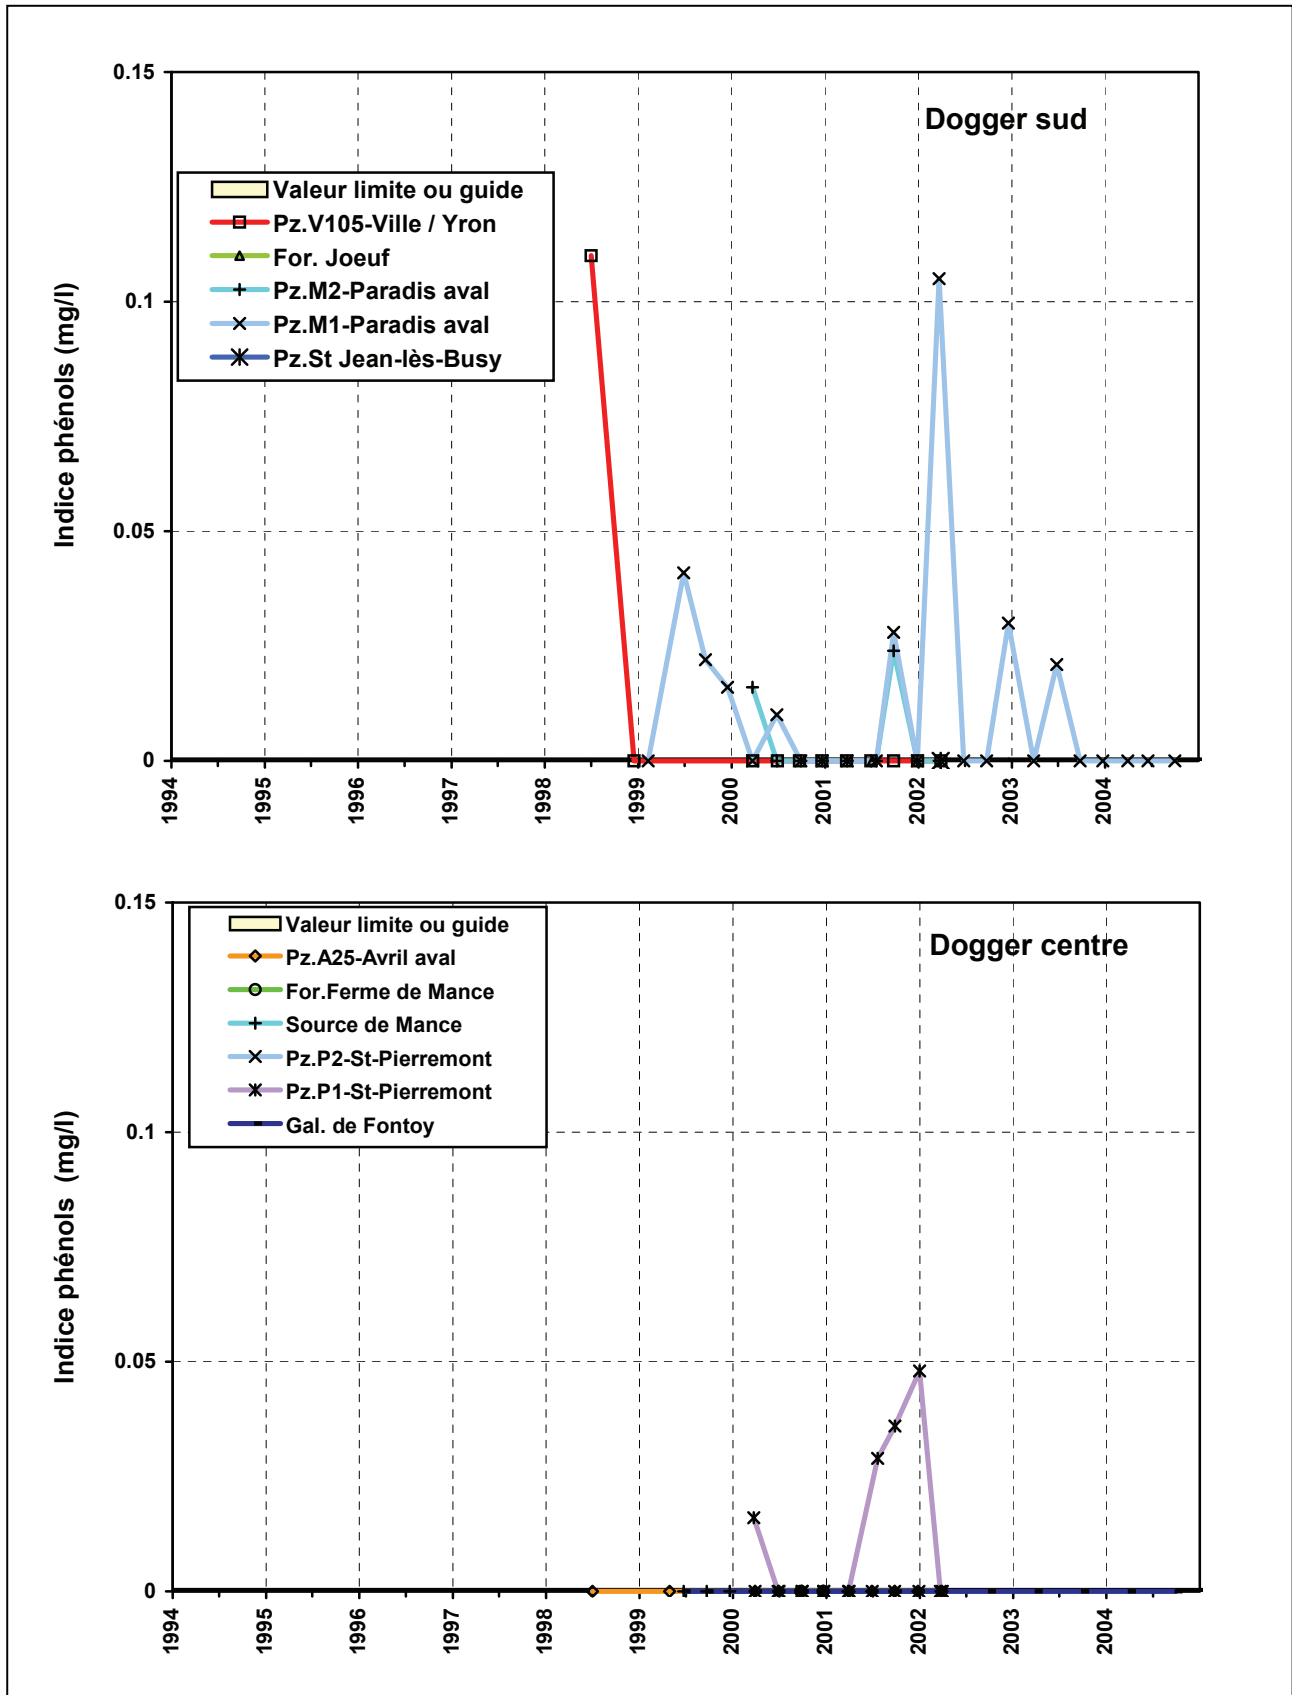 Dogger sud
Indice phénols (mg/l)
0.15
0.1
0.05
0
Valeur limite ou guide
Pz.V105-Ville / Yron
For. Joeuf
Pz.M2-Paradis aval
Pz.M1-Paradis aval
Pz.St Jean-lès-Busy
1994
1995
1996
1997
1998
1999
2000
2001
2002
2003
2004
Dogger centre
Indice phénols (mg/l)
0.15
0.1
0.05
0
Valeur limite ou guide
Pz.A25-Avril aval
For.Ferme de Mance
Source de Mance
Pz.P2-St-Pierremont
Pz.P1-St-Pierremont
Gal. de Fontoy
1994
1995
1996
1997
1998
1999
2000
2001
2002
2003
2004